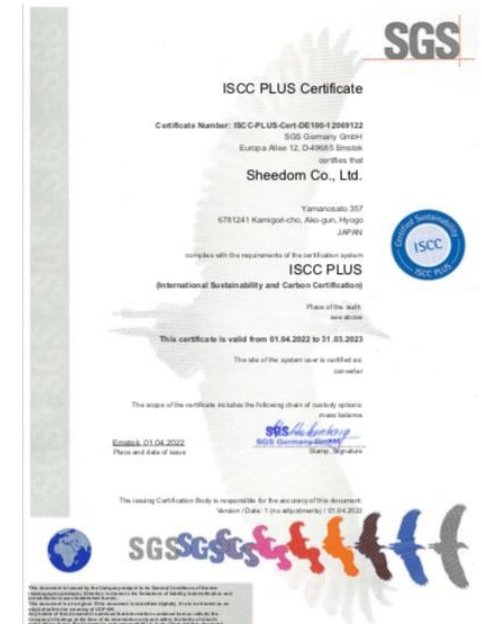 SGS
SGS
ISCC PLUS Certificate
Certificate Number: ISCC-PLUS-Cert-DE100-12069122
SGS Germany GmbH
Europa Allee 12, D-49685 Emstek
certifies that
Sheedom Co., Ltd.
Yamanosato 357
6781241 Kamigori-cho, Ako-gun, Hyogo
JAPAN
Certified Sustainability
ISCC
ISCC PLUS
complies with the requirements of the certification system
ISCC PLUS
(International Sustainability and Carbon Certification)
Place of the audit:
see above
This certificate is valid from 01.04.2022 to 31.03.2023
The site of the system user is certified as:
converter
The scope of the certificate includes the following chain of custody options:
mass balance
SGS
SGS Germany GmbH
Emstek, 01.04.2022
Place and date of issue
Stamp, Signature
The issuing Certification Body is responsible for the accuracy of this document.
Version / Date: 1 (no adjustments) / 01.04.2022
SGSSGSGSGS